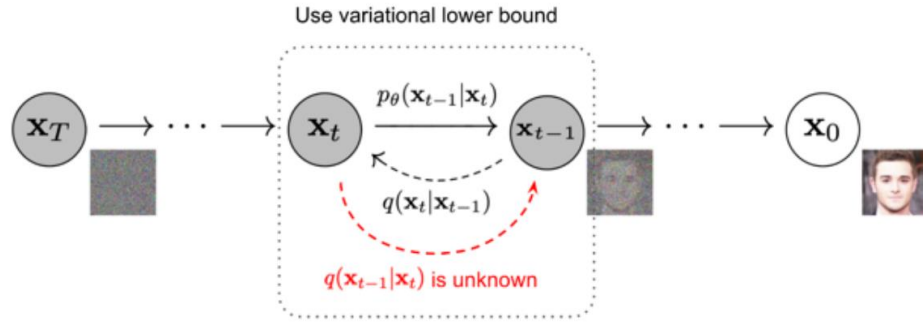 Use variational lower bound
p_θ(𝐱_{t−1}|𝐱_t)
𝐱_T ⋯ 𝐱_t 𝐱_{t−1} ⋯ 𝐱_0
q(𝐱_t|𝐱_{t−1})
q(𝐱_{t−1}|𝐱_t) is unknown